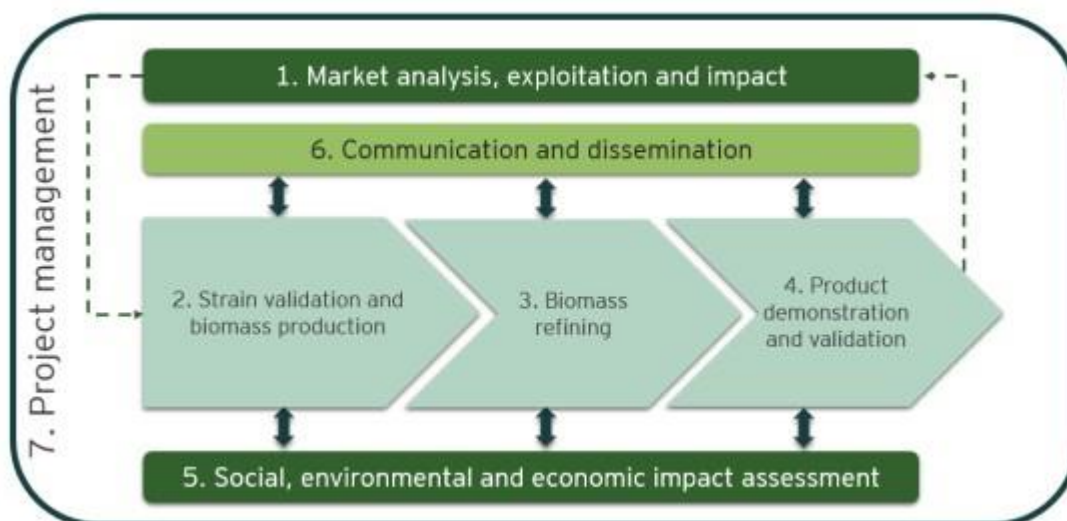 7. Project management
1. Market analysis, exploitation and impact
6. Communication and dissemination
2. Strain validation and
biomass production
3. Biomass
refining
4. Product
demonstration
and validation
5. Social, environmental and economic impact assessment